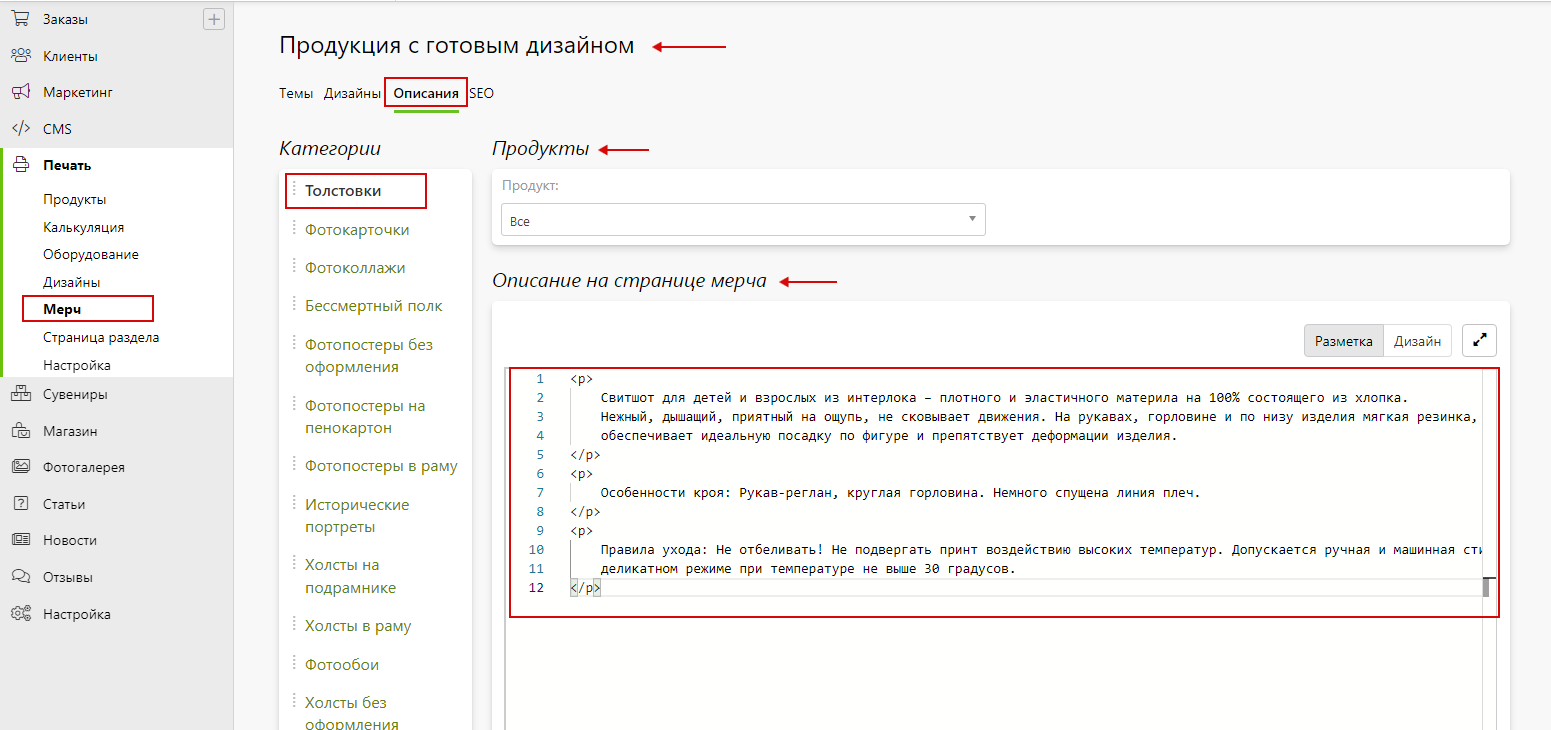 Заказы
Клиенты
Маркетинг
CMS
Печать
Продукты
Калькуляция
Оборудование
Дизайны
Мерч
Страница раздела
Настройка
Сувениры
Магазин
Фотогалерея
Статьи
Новости
Отзывы
Настройка
Продукция с готовым дизайном
Темы Дизайны Описания SEO
Категории
Толстовки
Фотокарточки
Фотоколлажи
Бессмертный полк
Фотопостеры без
оформления
Фотопостеры на
пенокартон
Фотопостеры в раму
Исторические
портреты
Холсты на
подрамнике
Холсты в раму
Фотообои
Холсты без
оформления
Продукты
Продукт:
Все
Описание на странице мерча
Разметка Дизайн
1 <p>
2 Свитшот для детей и взрослых из интерлока – плотного и эластичного материла на 100% состоящего из хлопка.
3 Нежный, дышащий, приятный на ощупь, не сковывает движения. На рукавах, горловине и по низу изделия мягкая резинка,
4 обеспечивает идеальную посадку по фигуре и препятствует деформации изделия.
5 </p>
6 <p>
7 Особенности кроя: Рукав-реглан, круглая горловина. Немного спущена линия плеч.
8 </p>
9 <p>
10 Правила ухода: Не отбеливать! Не подвергать принт воздействию высоких температур. Допускается ручная и машинная сти
11 деликатном режиме при температуре не выше 30 градусов.
12 </p>